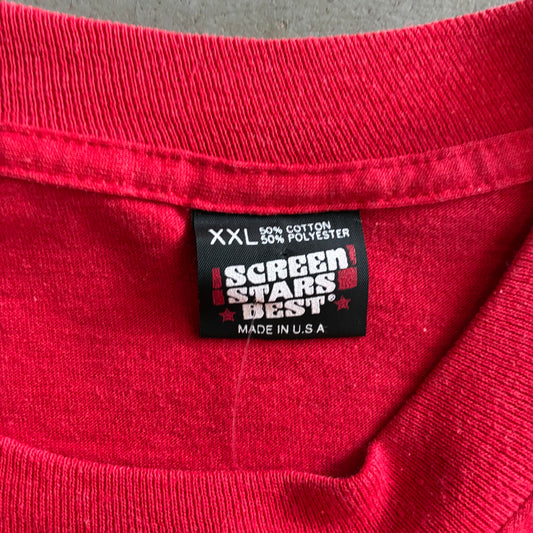 XXL 50% COTTON
50% POLYESTER
SCREEN
STARS
BEST®
MADE IN U.S.A